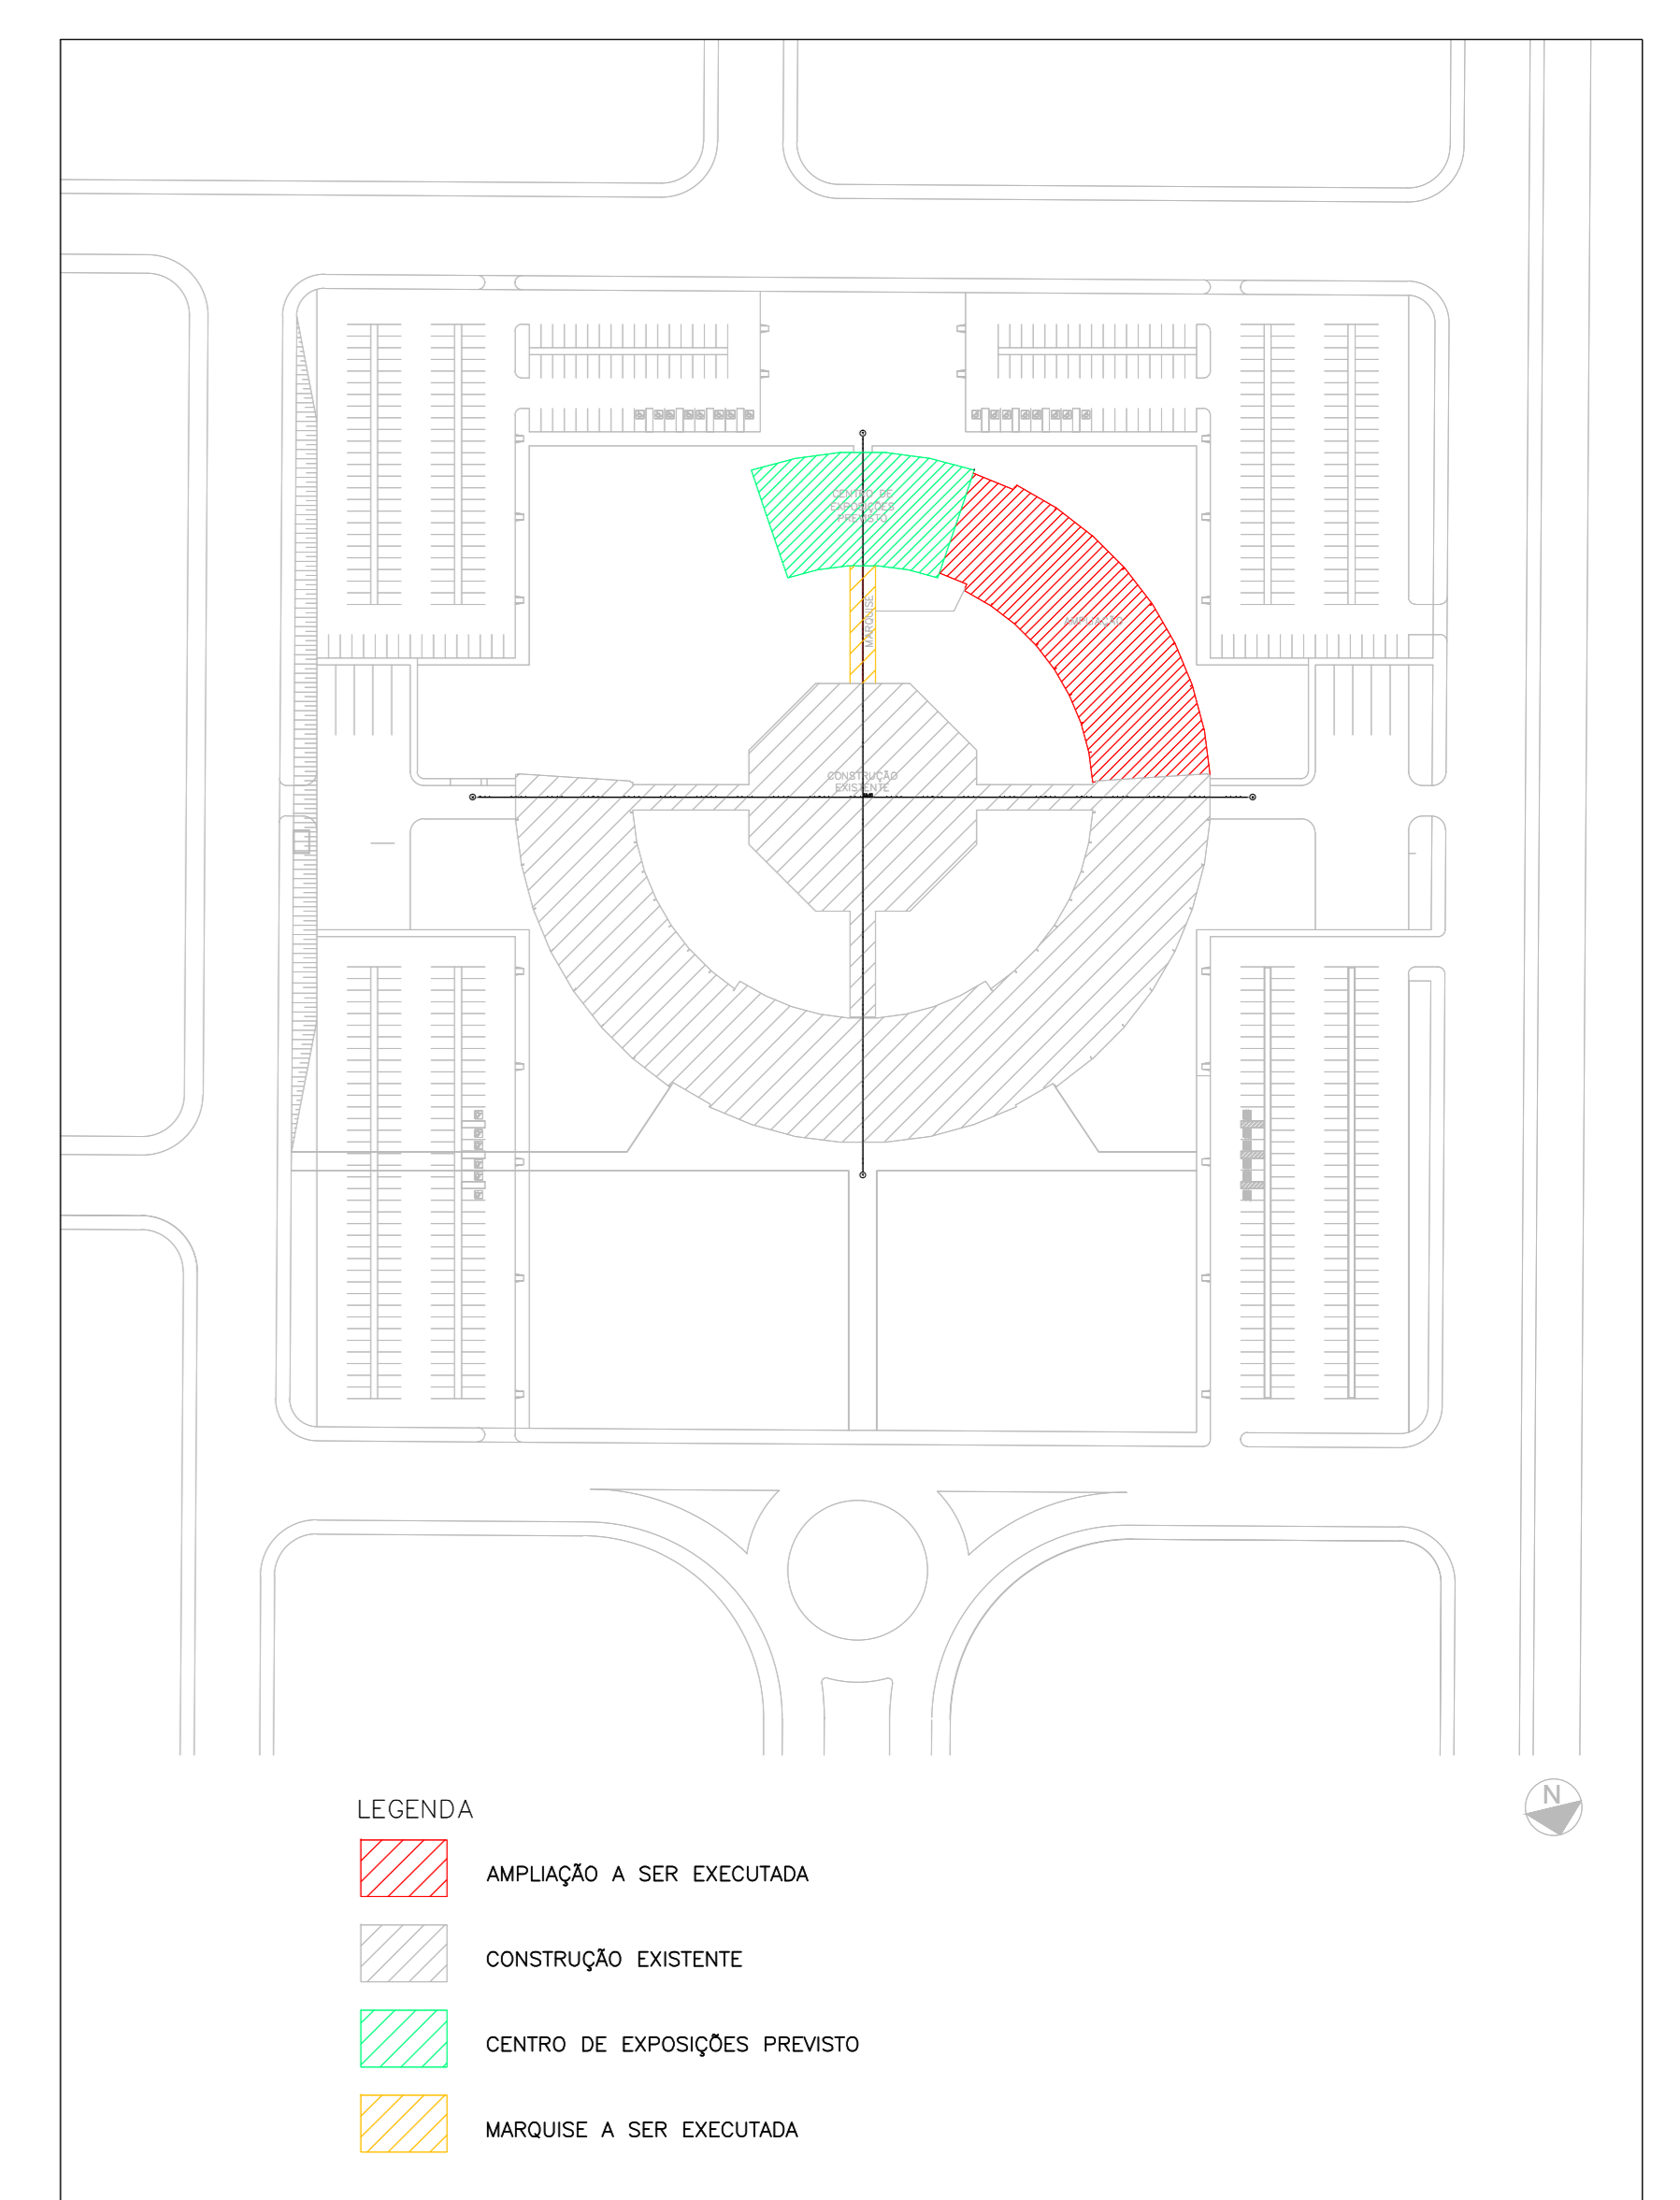 CENTRO DE
EXPOSIÇÕES
PREVISTO
MARQUISE
AMPLIAÇÃO
CONSTRUÇÃO
EXISTENTE
N
LEGENDA
AMPLIAÇÃO A SER EXECUTADA
CONSTRUÇÃO EXISTENTE
CENTRO DE EXPOSIÇÕES PREVISTO
MARQUISE A SER EXECUTADA